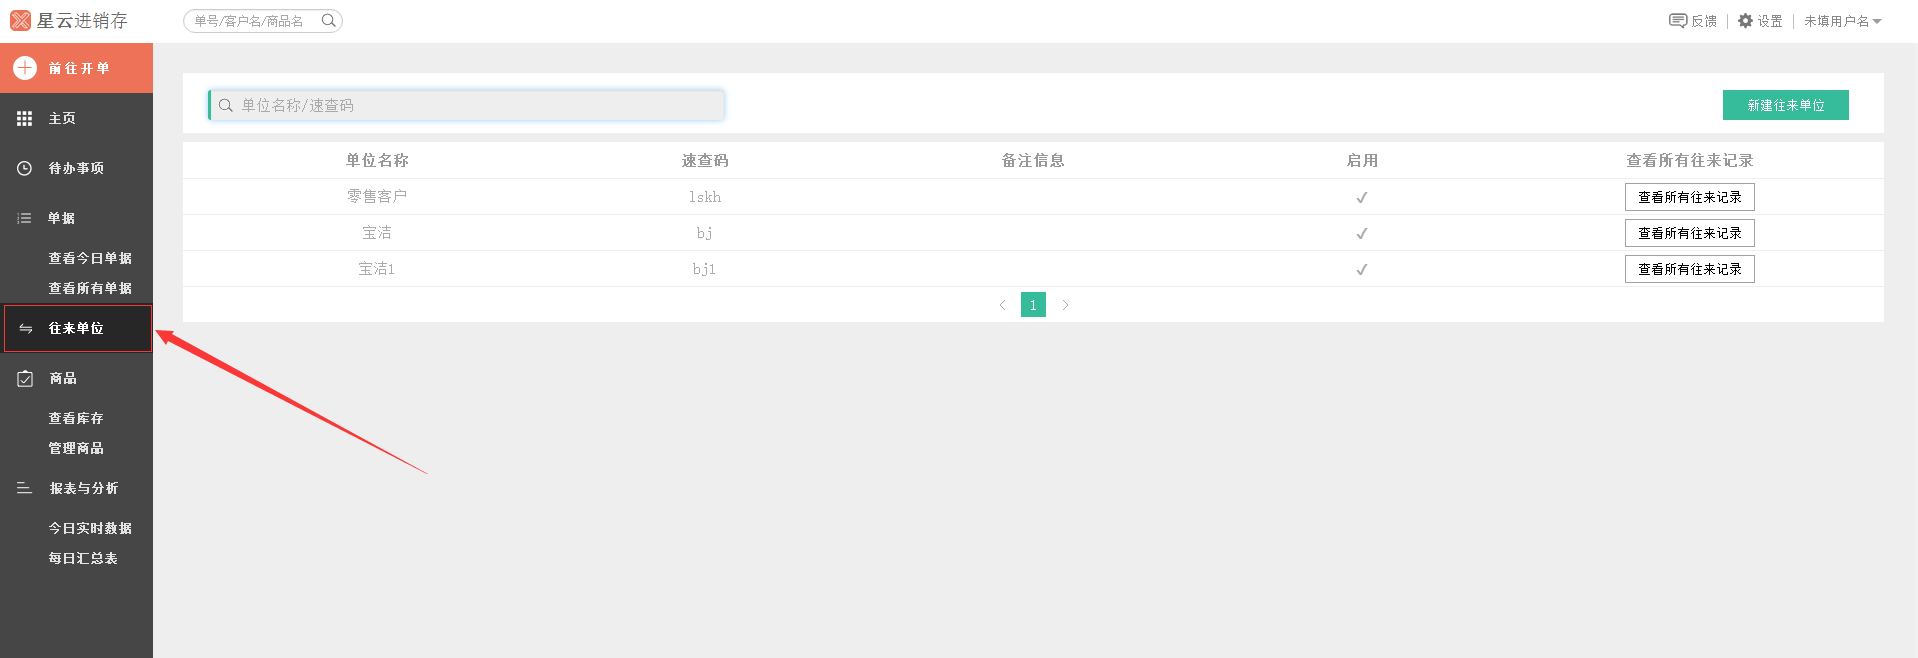 星云进销存
单号/客户名/商品名
反馈
设置
未填用户名
前往开单
主页
待办事项
单据
查看今日单据
查看所有单据
往来单位
商品
查看库存
管理商品
报表与分析
今日实时数据
每日汇总表
单位名称/速查码
新建往来单位
单位名称 速查码 备注信息 启用 查看所有往来记录
零售客户 lskh ✓ 查看所有往来记录
宝洁 bj ✓ 查看所有往来记录
宝洁1 bj1 ✓ 查看所有往来记录
< 1 >